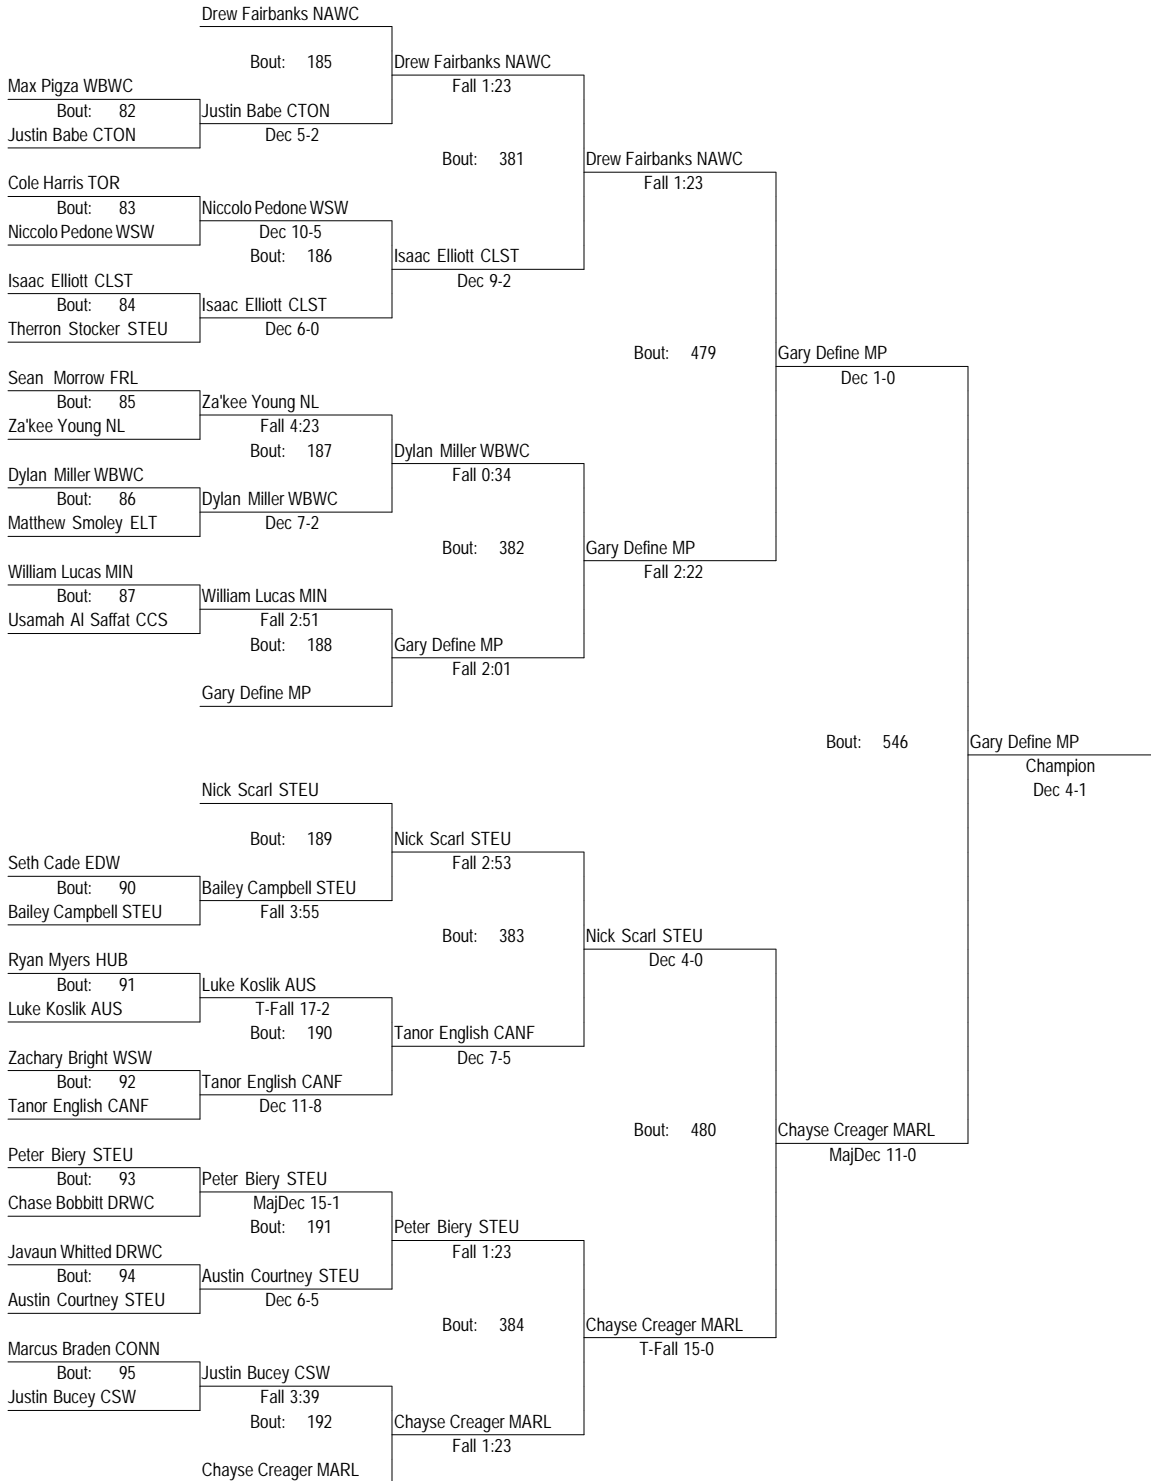 Drew Fairbanks NAWC
Bout: 185
Drew Fairbanks NAWC
Fall 1:23
Max Pigza WBWC
Bout: 82
Justin Babe CTON
Justin Babe CTON
Dec 5-2
Bout: 381
Drew Fairbanks NAWC
Fall 1:23
Cole Harris TOR
Bout: 83
Niccolo Pedone WSW
Niccolo Pedone WSW
Dec 10-5
Bout: 186
Isaac Elliott CLST
Dec 9-2
Isaac Elliott CLST
Bout: 84
Therron Stocker STEU
Isaac Elliott CLST
Dec 6-0
Bout: 479
Gary Define MP
Dec 1-0
Sean Morrow FRL
Bout: 85
Za'kee Young NL
Za'kee Young NL
Fall 4:23
Bout: 187
Dylan Miller WBWC
Fall 0:34
Dylan Miller WBWC
Bout: 86
Matthew Smoley ELT
Dylan Miller WBWC
Dec 7-2
Bout: 382
Gary Define MP
Fall 2:22
William Lucas MIN
Bout: 87
Usamah Al Saffat CCS
William Lucas MIN
Fall 2:51
Bout: 188
Gary Define MP
Fall 2:01
Gary Define MP
Bout: 546
Gary Define MP
Champion
Dec 4-1
Nick Scarl STEU
Bout: 189
Nick Scarl STEU
Fall 2:53
Seth Cade EDW
Bout: 90
Bailey Campbell STEU
Bailey Campbell STEU
Fall 3:55
Bout: 383
Nick Scarl STEU
Dec 4-0
Ryan Myers HUB
Bout: 91
Luke Koslik AUS
Luke Koslik AUS
T-Fall 17-2
Bout: 190
Tanor English CANF
Dec 7-5
Zachary Bright WSW
Bout: 92
Tanor English CANF
Tanor English CANF
Dec 11-8
Bout: 480
Chayse Creager MARL
MajDec 11-0
Peter Biery STEU
Bout: 93
Chase Bobbitt DRWC
Peter Biery STEU
MajDec 15-1
Bout: 191
Peter Biery STEU
Fall 1:23
Javaun Whitted DRWC
Bout: 94
Austin Courtney STEU
Austin Courtney STEU
Dec 6-5
Bout: 384
Chayse Creager MARL
T-Fall 15-0
Marcus Braden CONN
Bout: 95
Justin Bucey CSW
Justin Bucey CSW
Fall 3:39
Bout: 192
Chayse Creager MARL
Fall 1:23
Chayse Creager MARL